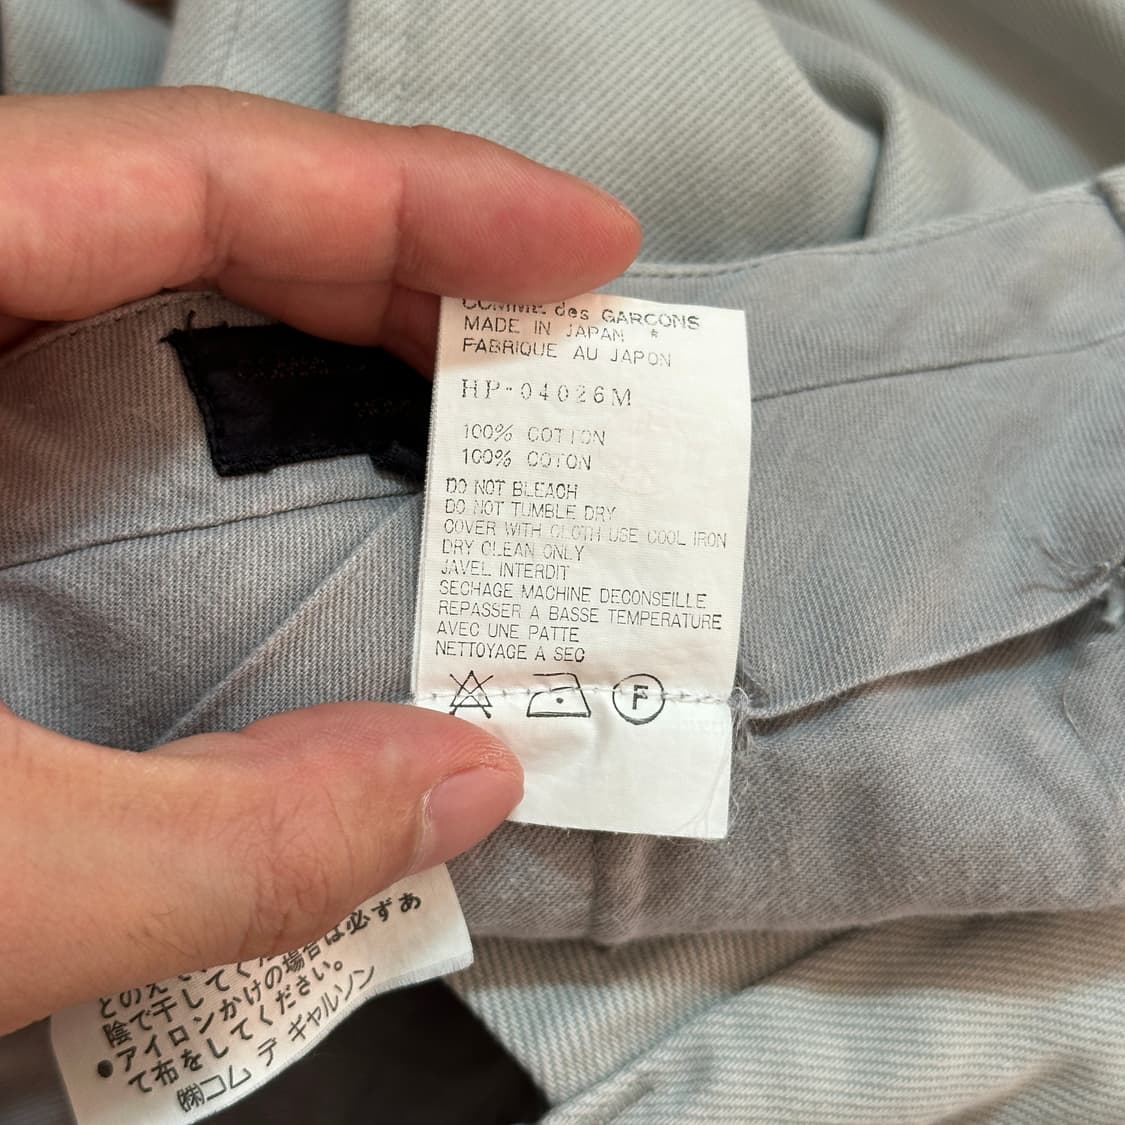 COMME des GARCONS
MADE IN JAPAN *
FABRIQUE AU JAPON
HP-04026M
100% COTTON
100% COTON
DO NOT BLEACH
DO NOT TUMBLE DRY
COVER WITH CLOTH USE COOL IRON
DRY CLEAN ONLY
JAVEL INTERDIT
SECHAGE MACHINE DECONSEILLE
REPASSER A BASSE TEMPERATURE
AVEC UNE PATTE
NETTOYAGE A SEC
F
陰で干してく
●アイロンかけの場合は必ずあ
て布をしてください。
㈱コム デ ギャルソン